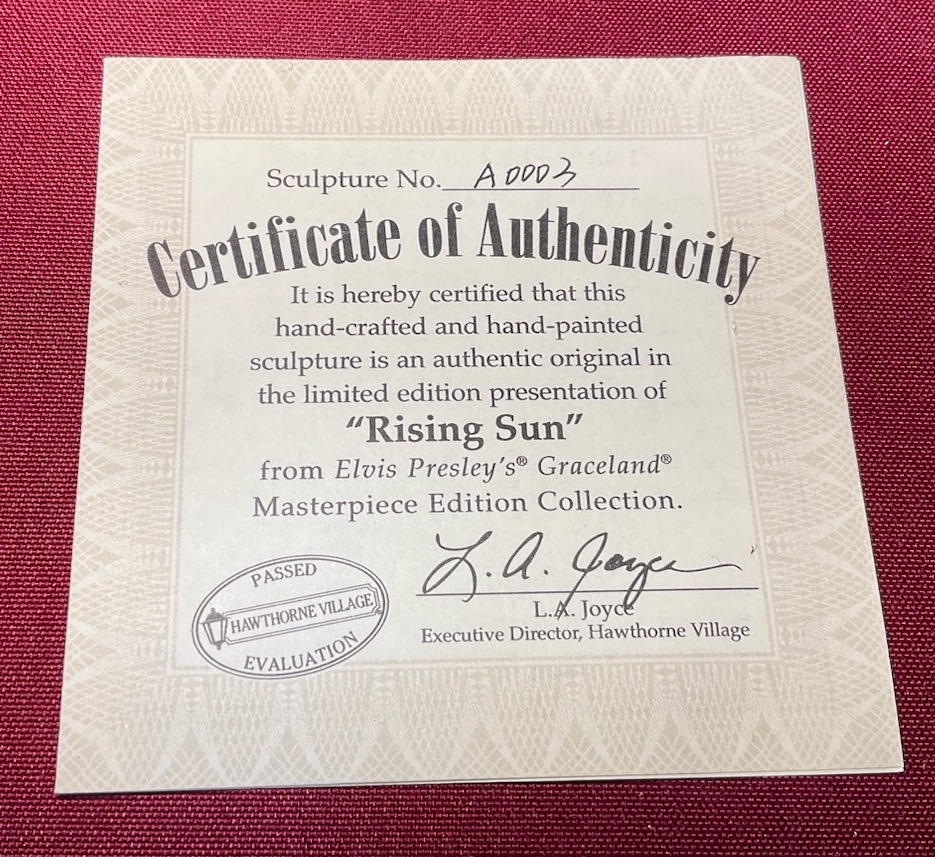 Sculpture No. A0003
Certificate of Authenticity
It is hereby certified that this
hand-crafted and hand-painted
sculpture is an authentic original in
the limited edition presentation of
“Rising Sun”
from Elvis Presley's® Graceland®
Masterpiece Edition Collection.
L. A. Joyce
L.A. Joyce
Executive Director, Hawthorne Village
PASSED
HAWTHORNE VILLAGE
EVALUATION